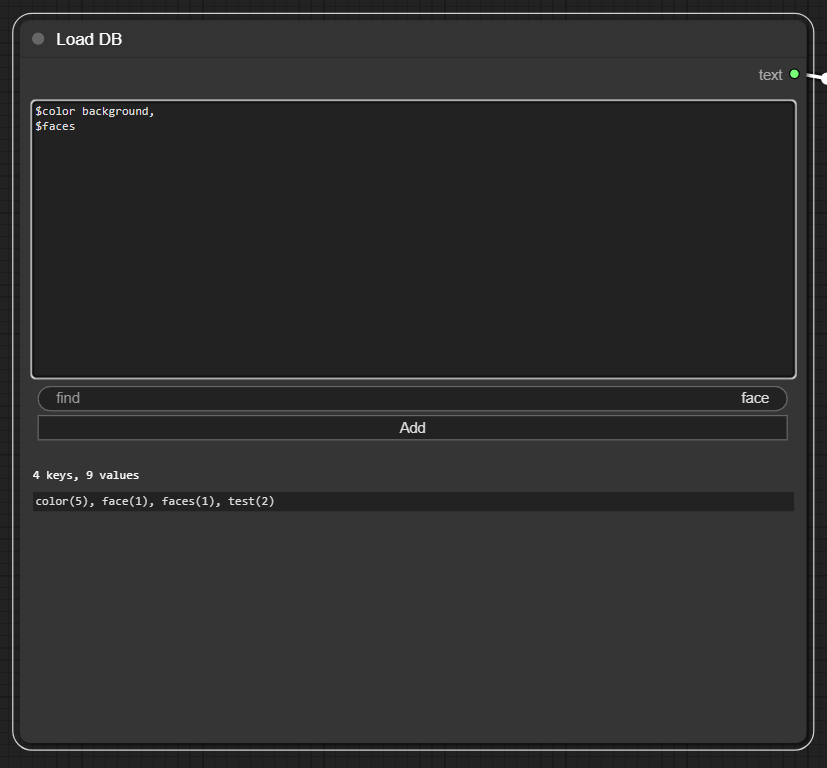 Load DB
text
$color background,
$faces
find face
Add
4 keys, 9 values
color(5), face(1), faces(1), test(2)